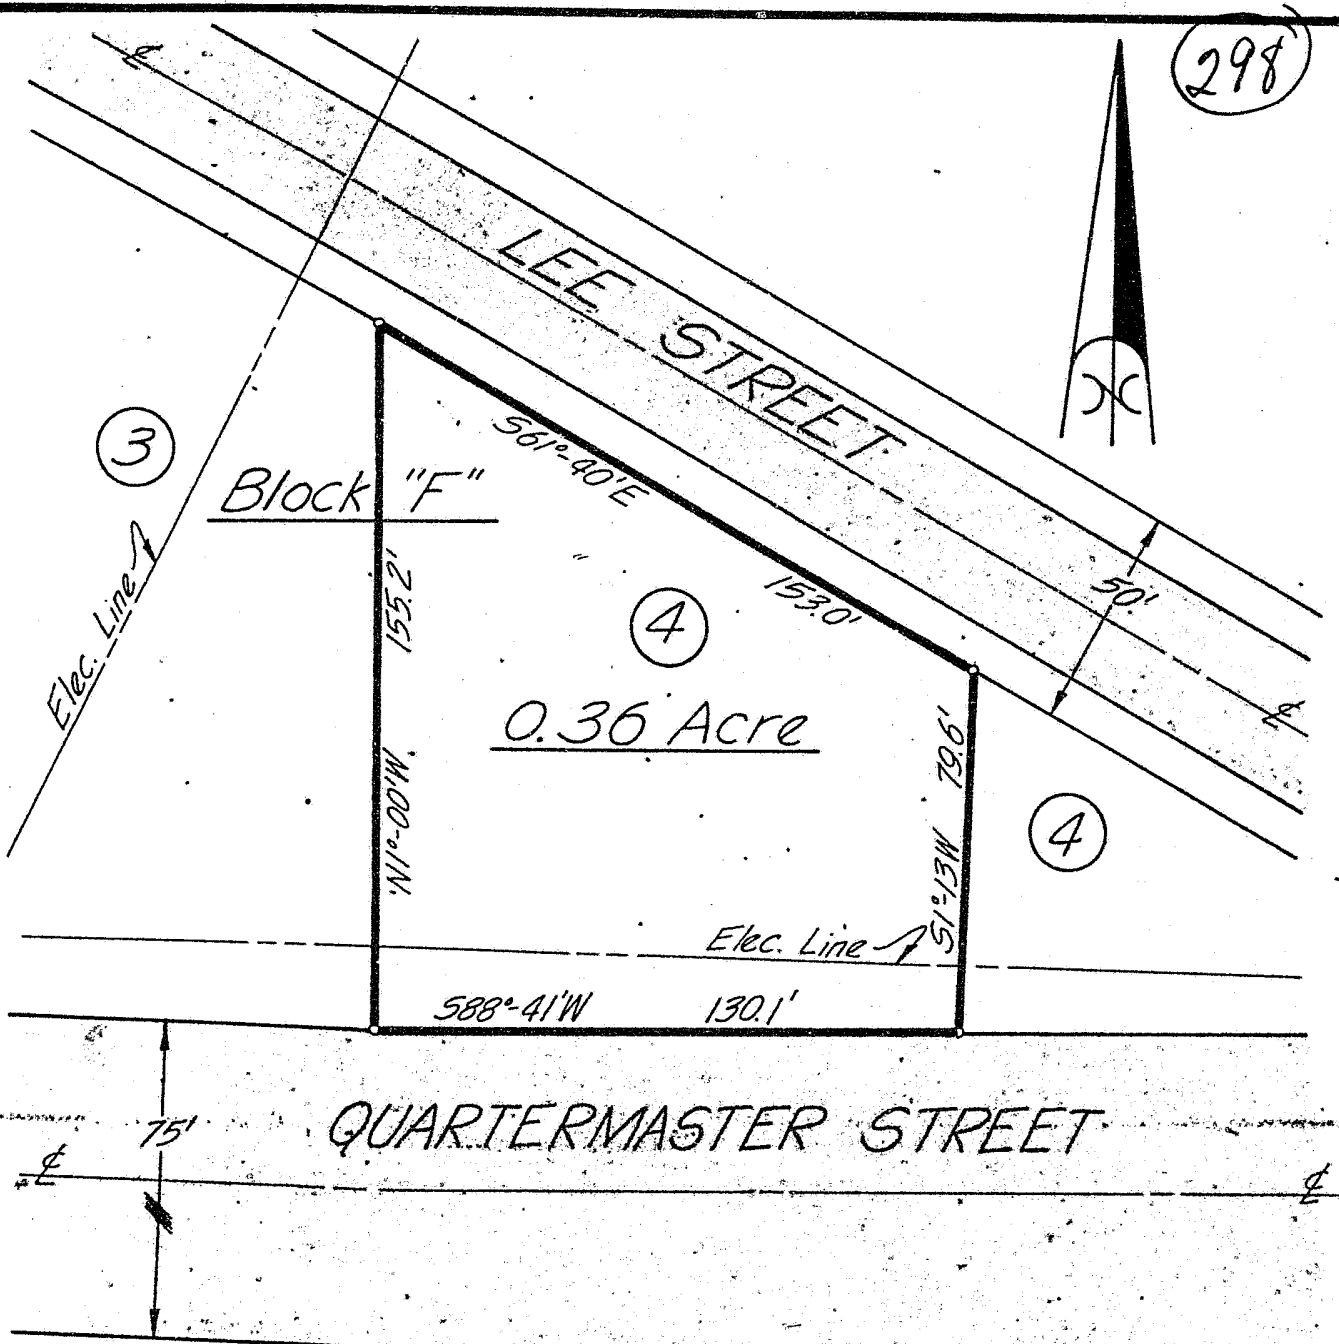 298
℄
LEE STREET
N
3
Block "F"
S61°-40'E
153.0'
50'
Elec. Line
155.2'
N1°-00'W.
4
0.36 Acre
℄
79.6'
S1°-13'W
4
Elec. Line
S88°-41'W 130.1'
75'
QUARTERMASTER STREET
℄
℄